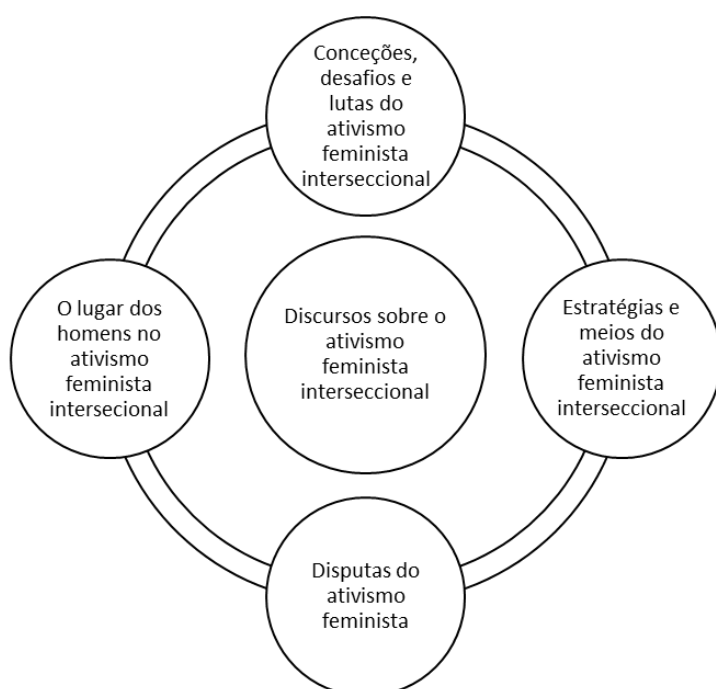 Conceções,
desafios e
lutas do
ativismo
feminista
interseccional
O lugar dos
homens no
ativismo
feminista
intersecional
Discursos sobre o
ativismo
feminista
interseccional
Estratégias e
meios do
ativismo
feminista
interseccional
Disputas do
ativismo
feminista